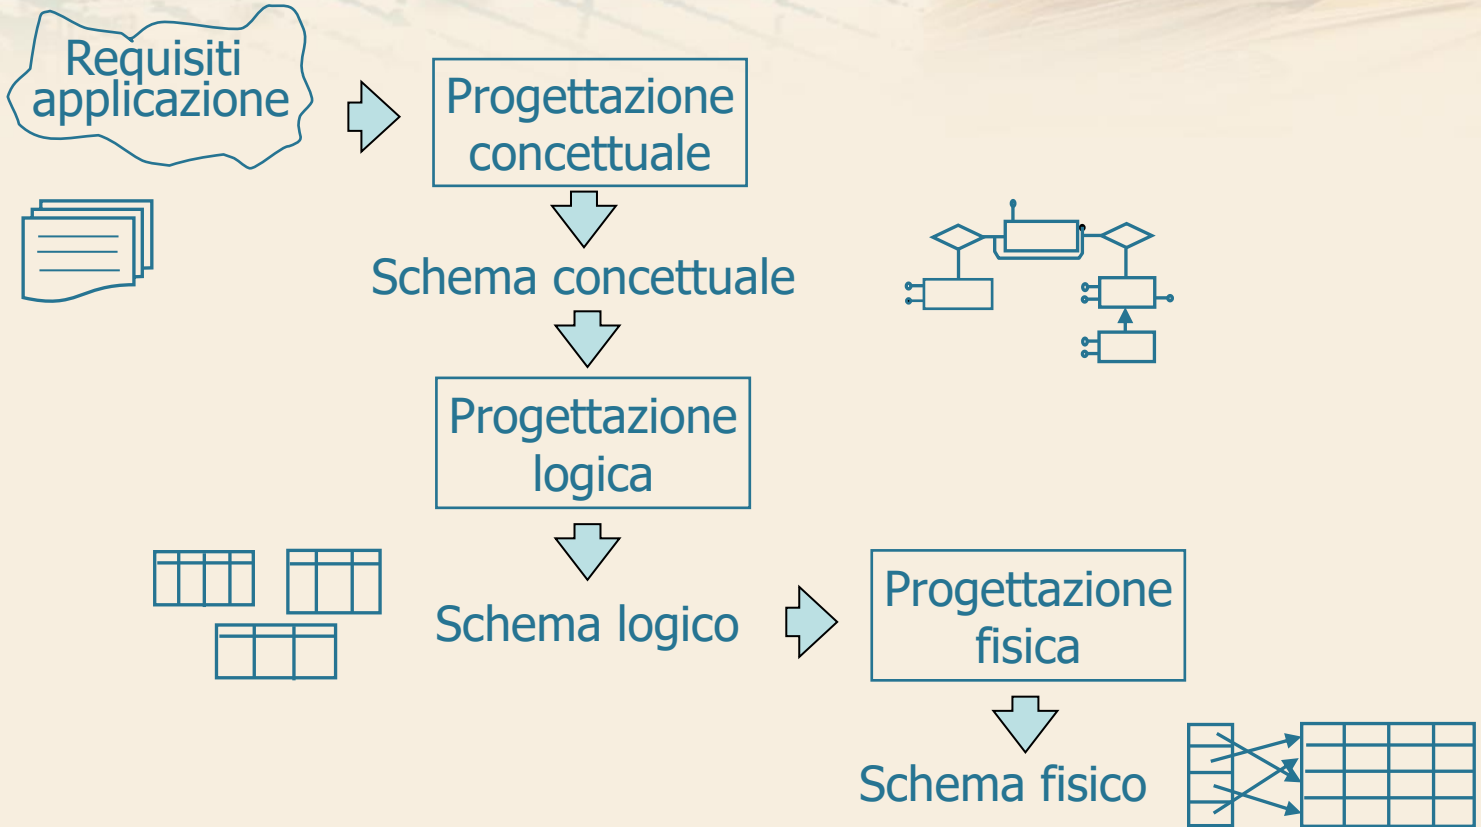 Requisiti
applicazione
Progettazione
concettuale
Schema concettuale
Progettazione
logica
Schema logico
Progettazione
fisica
Schema fisico